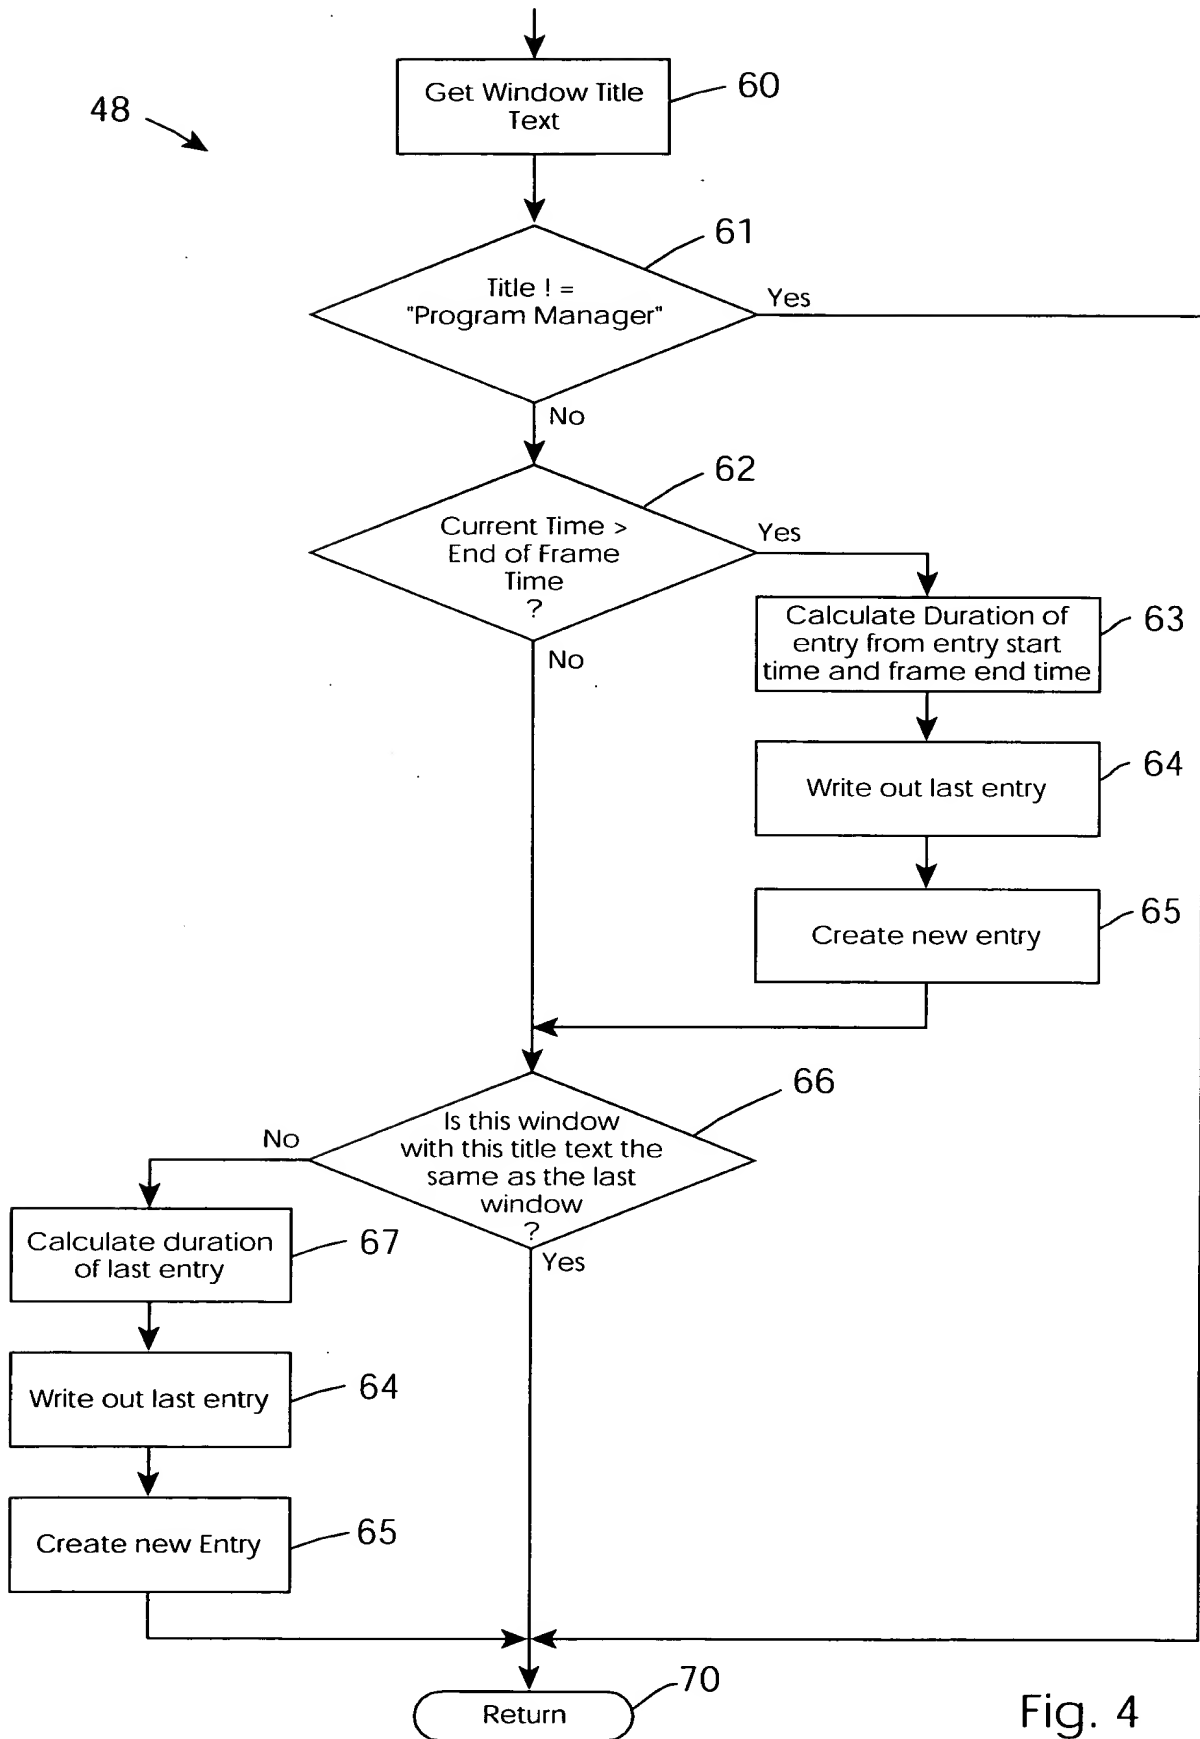 48
Get Window Title
Text
60
61
Title ! =
"Program Manager"
Yes
No
62
Current Time >
End of Frame
Time
?
Yes
No
Calculate Duration of
entry from entry start
time and frame end time
63
Write out last entry
64
Create new entry
65
66
Is this window
with this title text the
same as the last
window
?
No
Yes
Calculate duration
of last entry
67
Write out last entry
64
Create new Entry
65
Return
70
Fig. 4